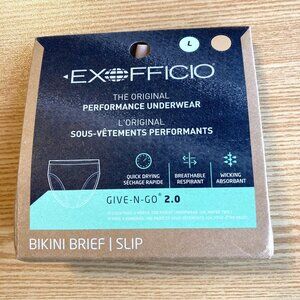 L
EXOFFICIO
THE ORIGINAL
PERFORMANCE UNDERWEAR
L'ORIGINAL
SOUS-VÊTEMENTS PERFORMANTS
QUICK DRYING
SÉCHAGE RAPIDE
BREATHABLE
RESPIRANT
WICKING
ABSORBANT
GIVE-N-GO® 2.0
BIKINI BRIEF | SLIP